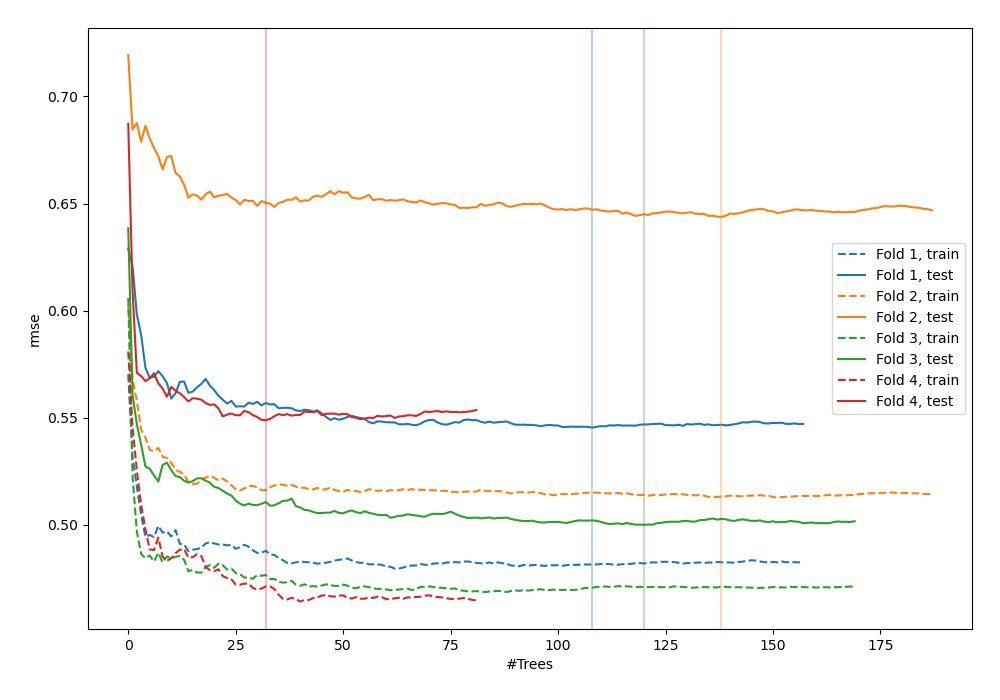 0.70
0.65
0.60
0.55
0.50
rmse
0
25
50
75
100
125
150
175
#Trees
Fold 1, train
Fold 1, test
Fold 2, train
Fold 2, test
Fold 3, train
Fold 3, test
Fold 4, train
Fold 4, test